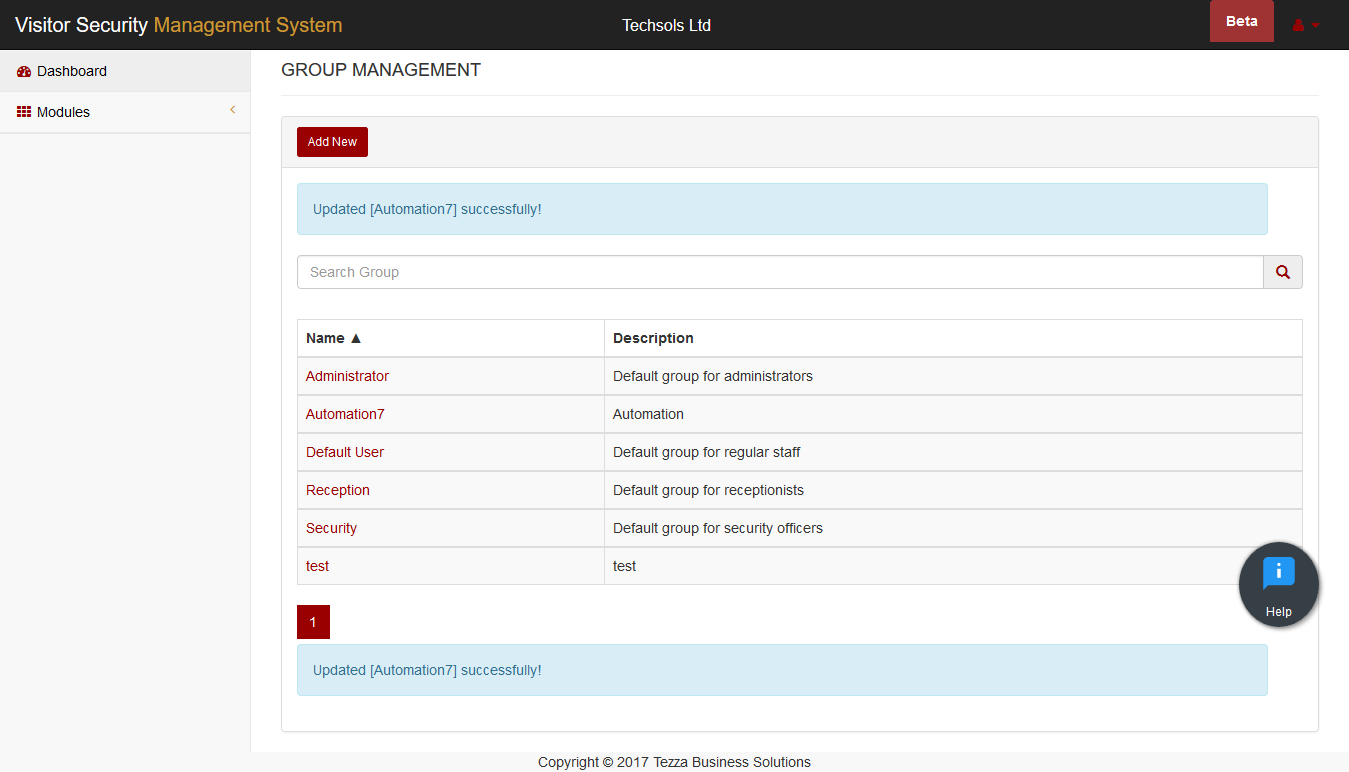 Visitor Security Management System
Techsols Ltd
Beta
Dashboard
Modules
GROUP MANAGEMENT
Add New
Updated [Automation7] successfully!
Search Group
Name ▲ Description
Administrator Default group for administrators
Automation7 Automation
Default User Default group for regular staff
Reception Default group for receptionists
Security Default group for security officers
test test
Help
1
Updated [Automation7] successfully!
Copyright © 2017 Tezza Business Solutions